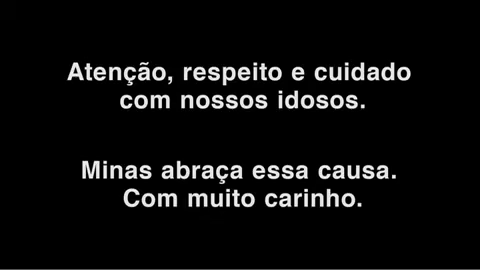 Atenção, respeito e cuidado
com nossos idosos.
Minas abraça essa causa.
Com muito carinho.